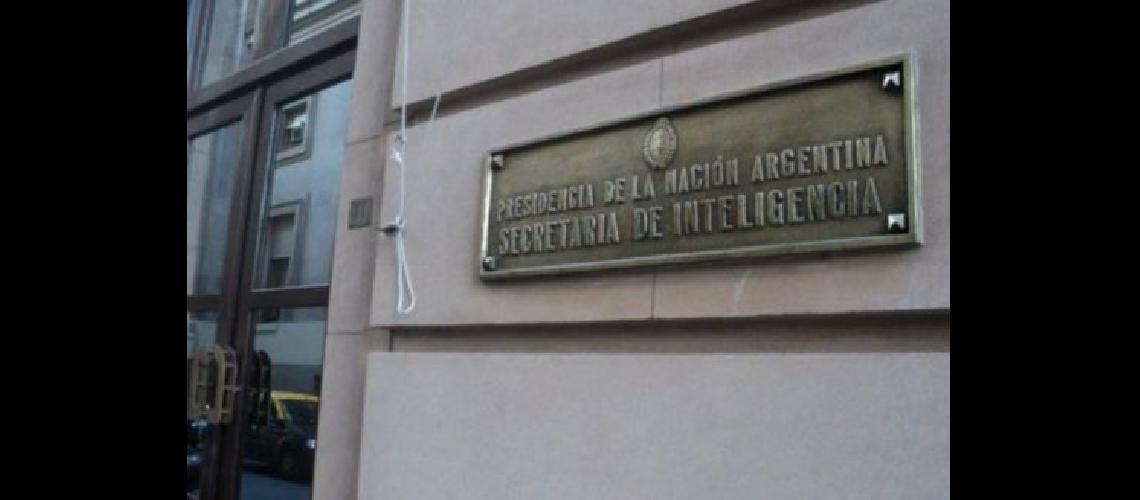 PRESIDENCIA DE LA NACIÓN ARGENTINA
SECRETARIA DE INTELIGENCIA